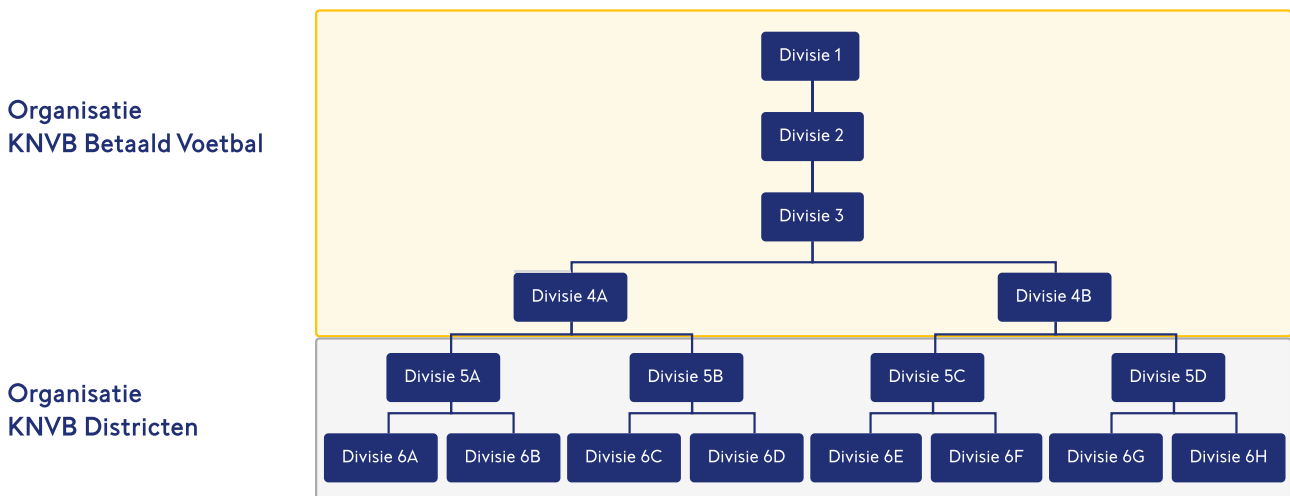 Organisatie
KNVB Betaald Voetbal
Divisie 1
Divisie 2
Divisie 3
Divisie 4A
Divisie 4B
Organisatie
KNVB Districten
Divisie 5A
Divisie 5B
Divisie 5C
Divisie 5D
Divisie 6A
Divisie 6B
Divisie 6C
Divisie 6D
Divisie 6E
Divisie 6F
Divisie 6G
Divisie 6H